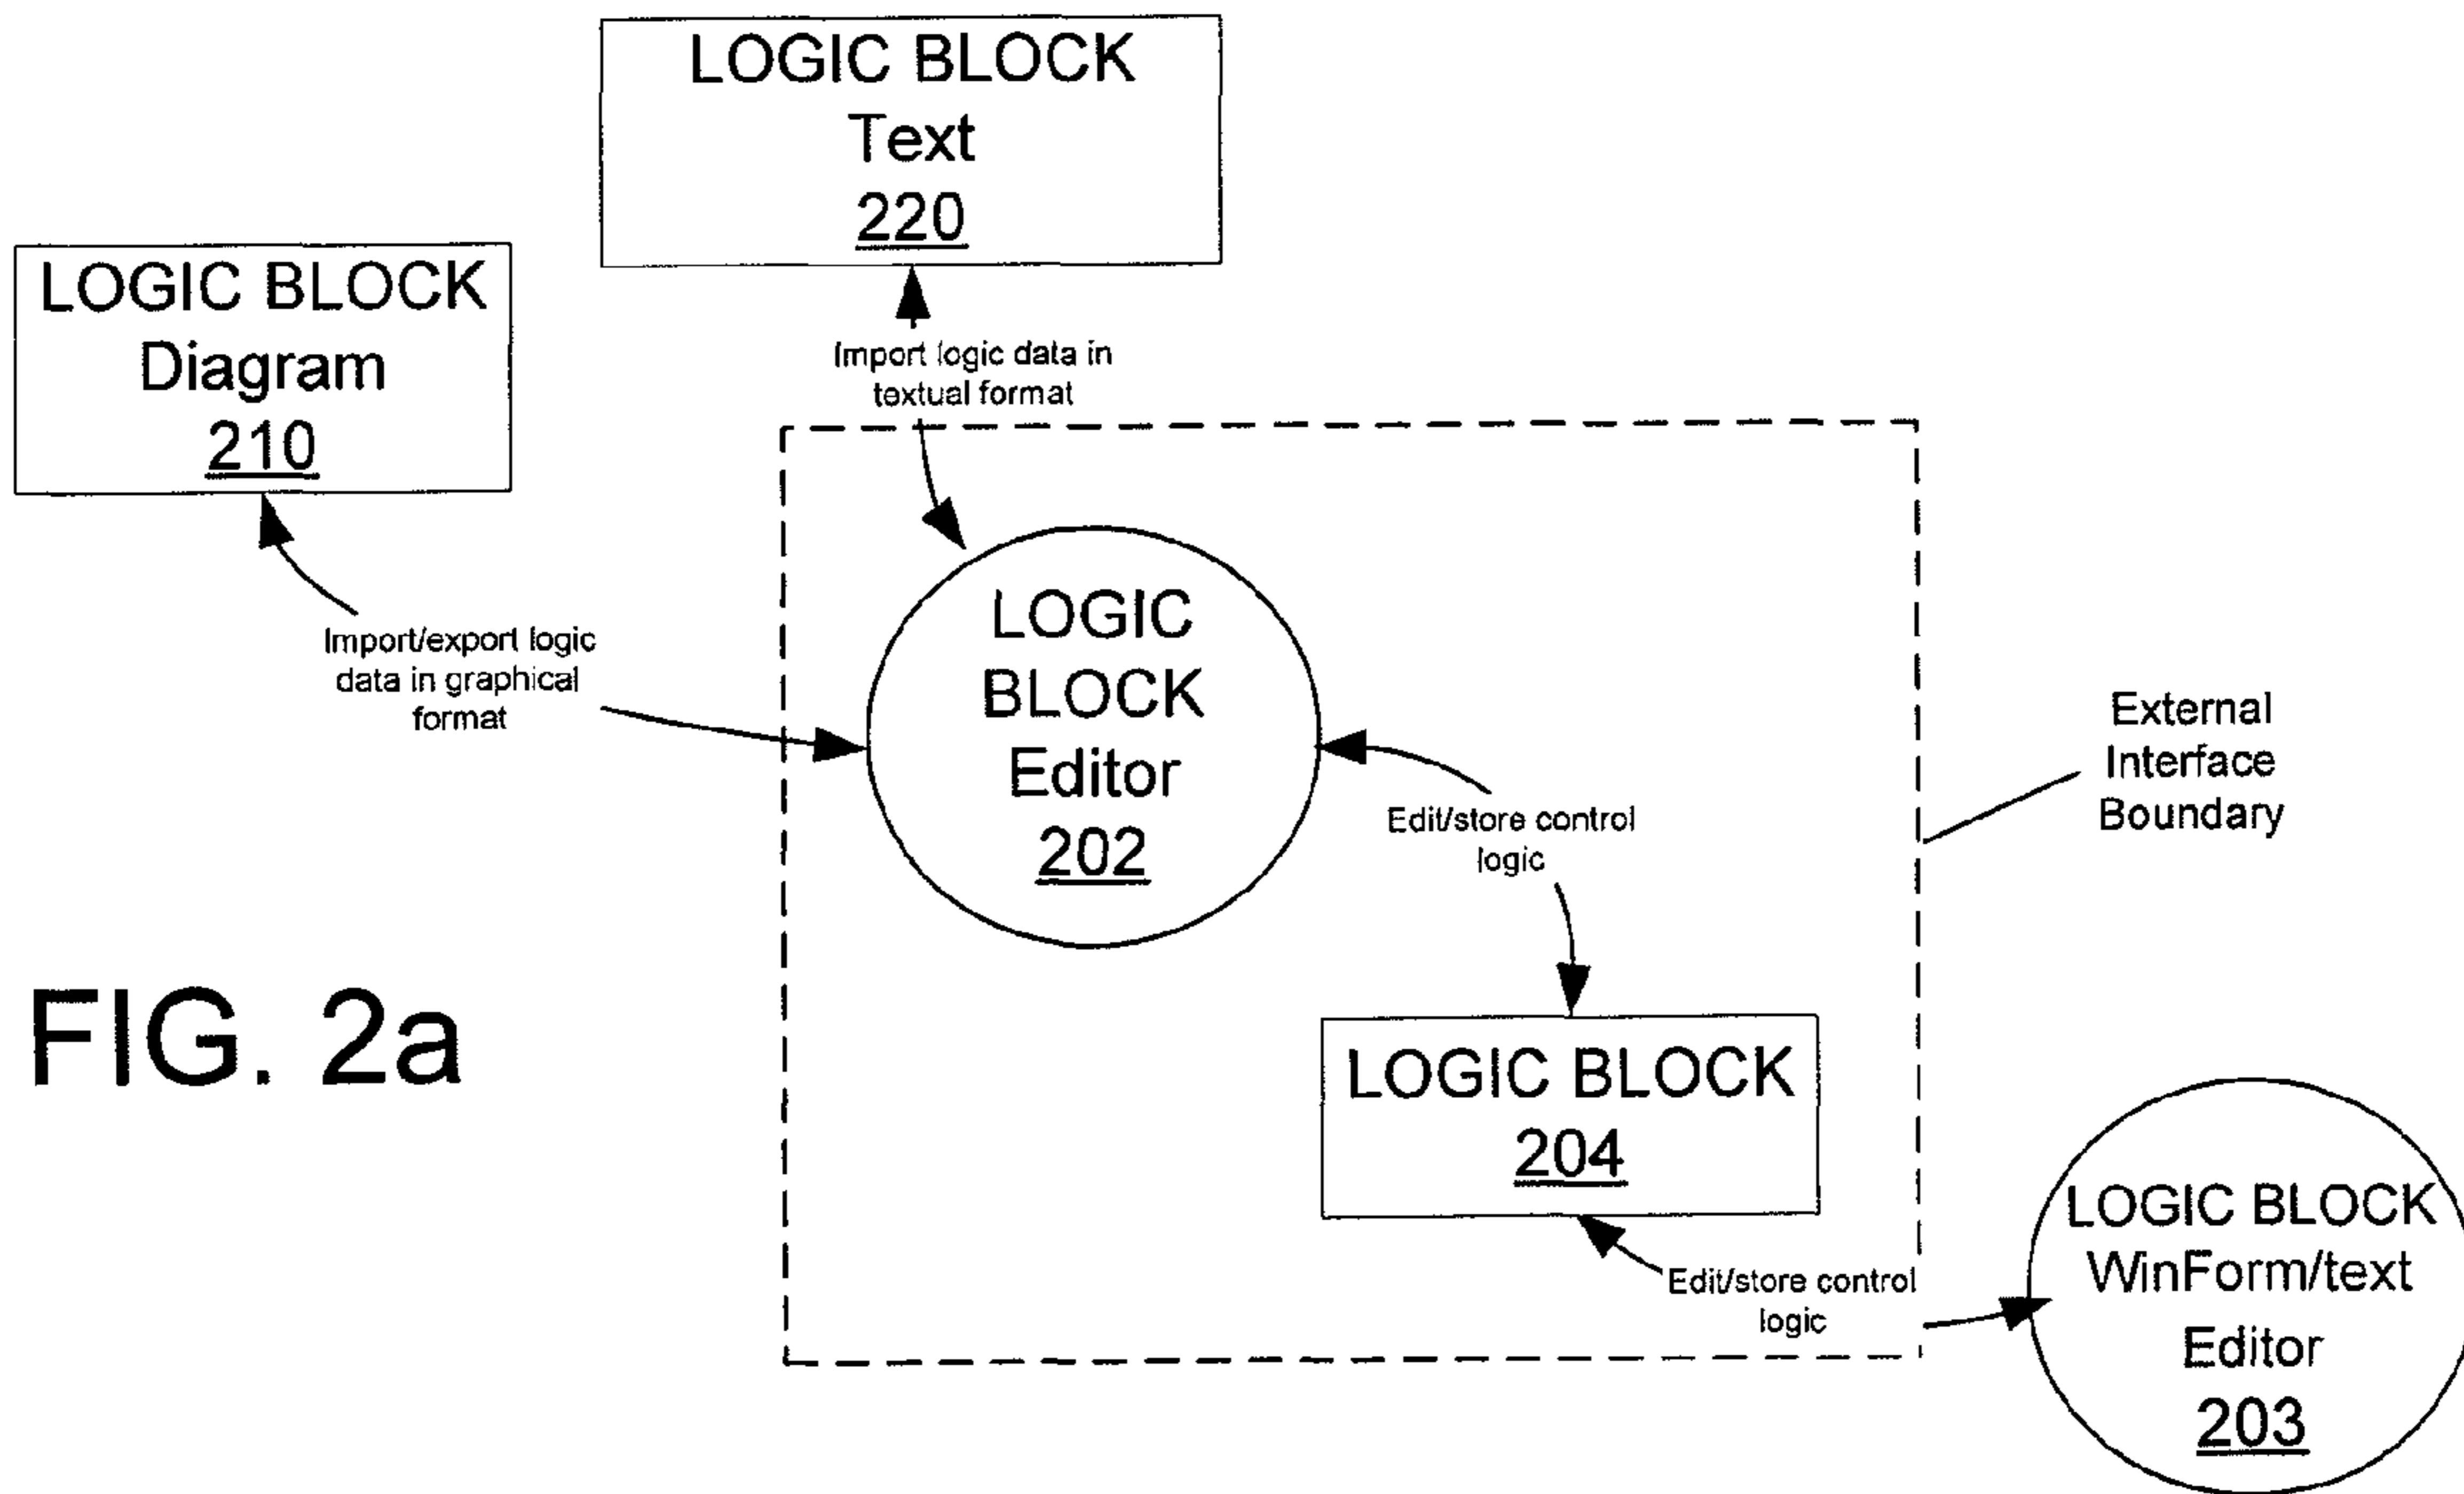 LOGIC BLOCK
Text
220
LOGIC BLOCK
Diagram
210
Import logic data in
textual format
Import/export logic
data in graphical
format
LOGIC
BLOCK
Editor
202
External
Interface
Boundary
Edit/store control
logic
FIG. 2a
LOGIC BLOCK
204
Edit/store control
logic
LOGIC BLOCK
WinForm/text
Editor
203